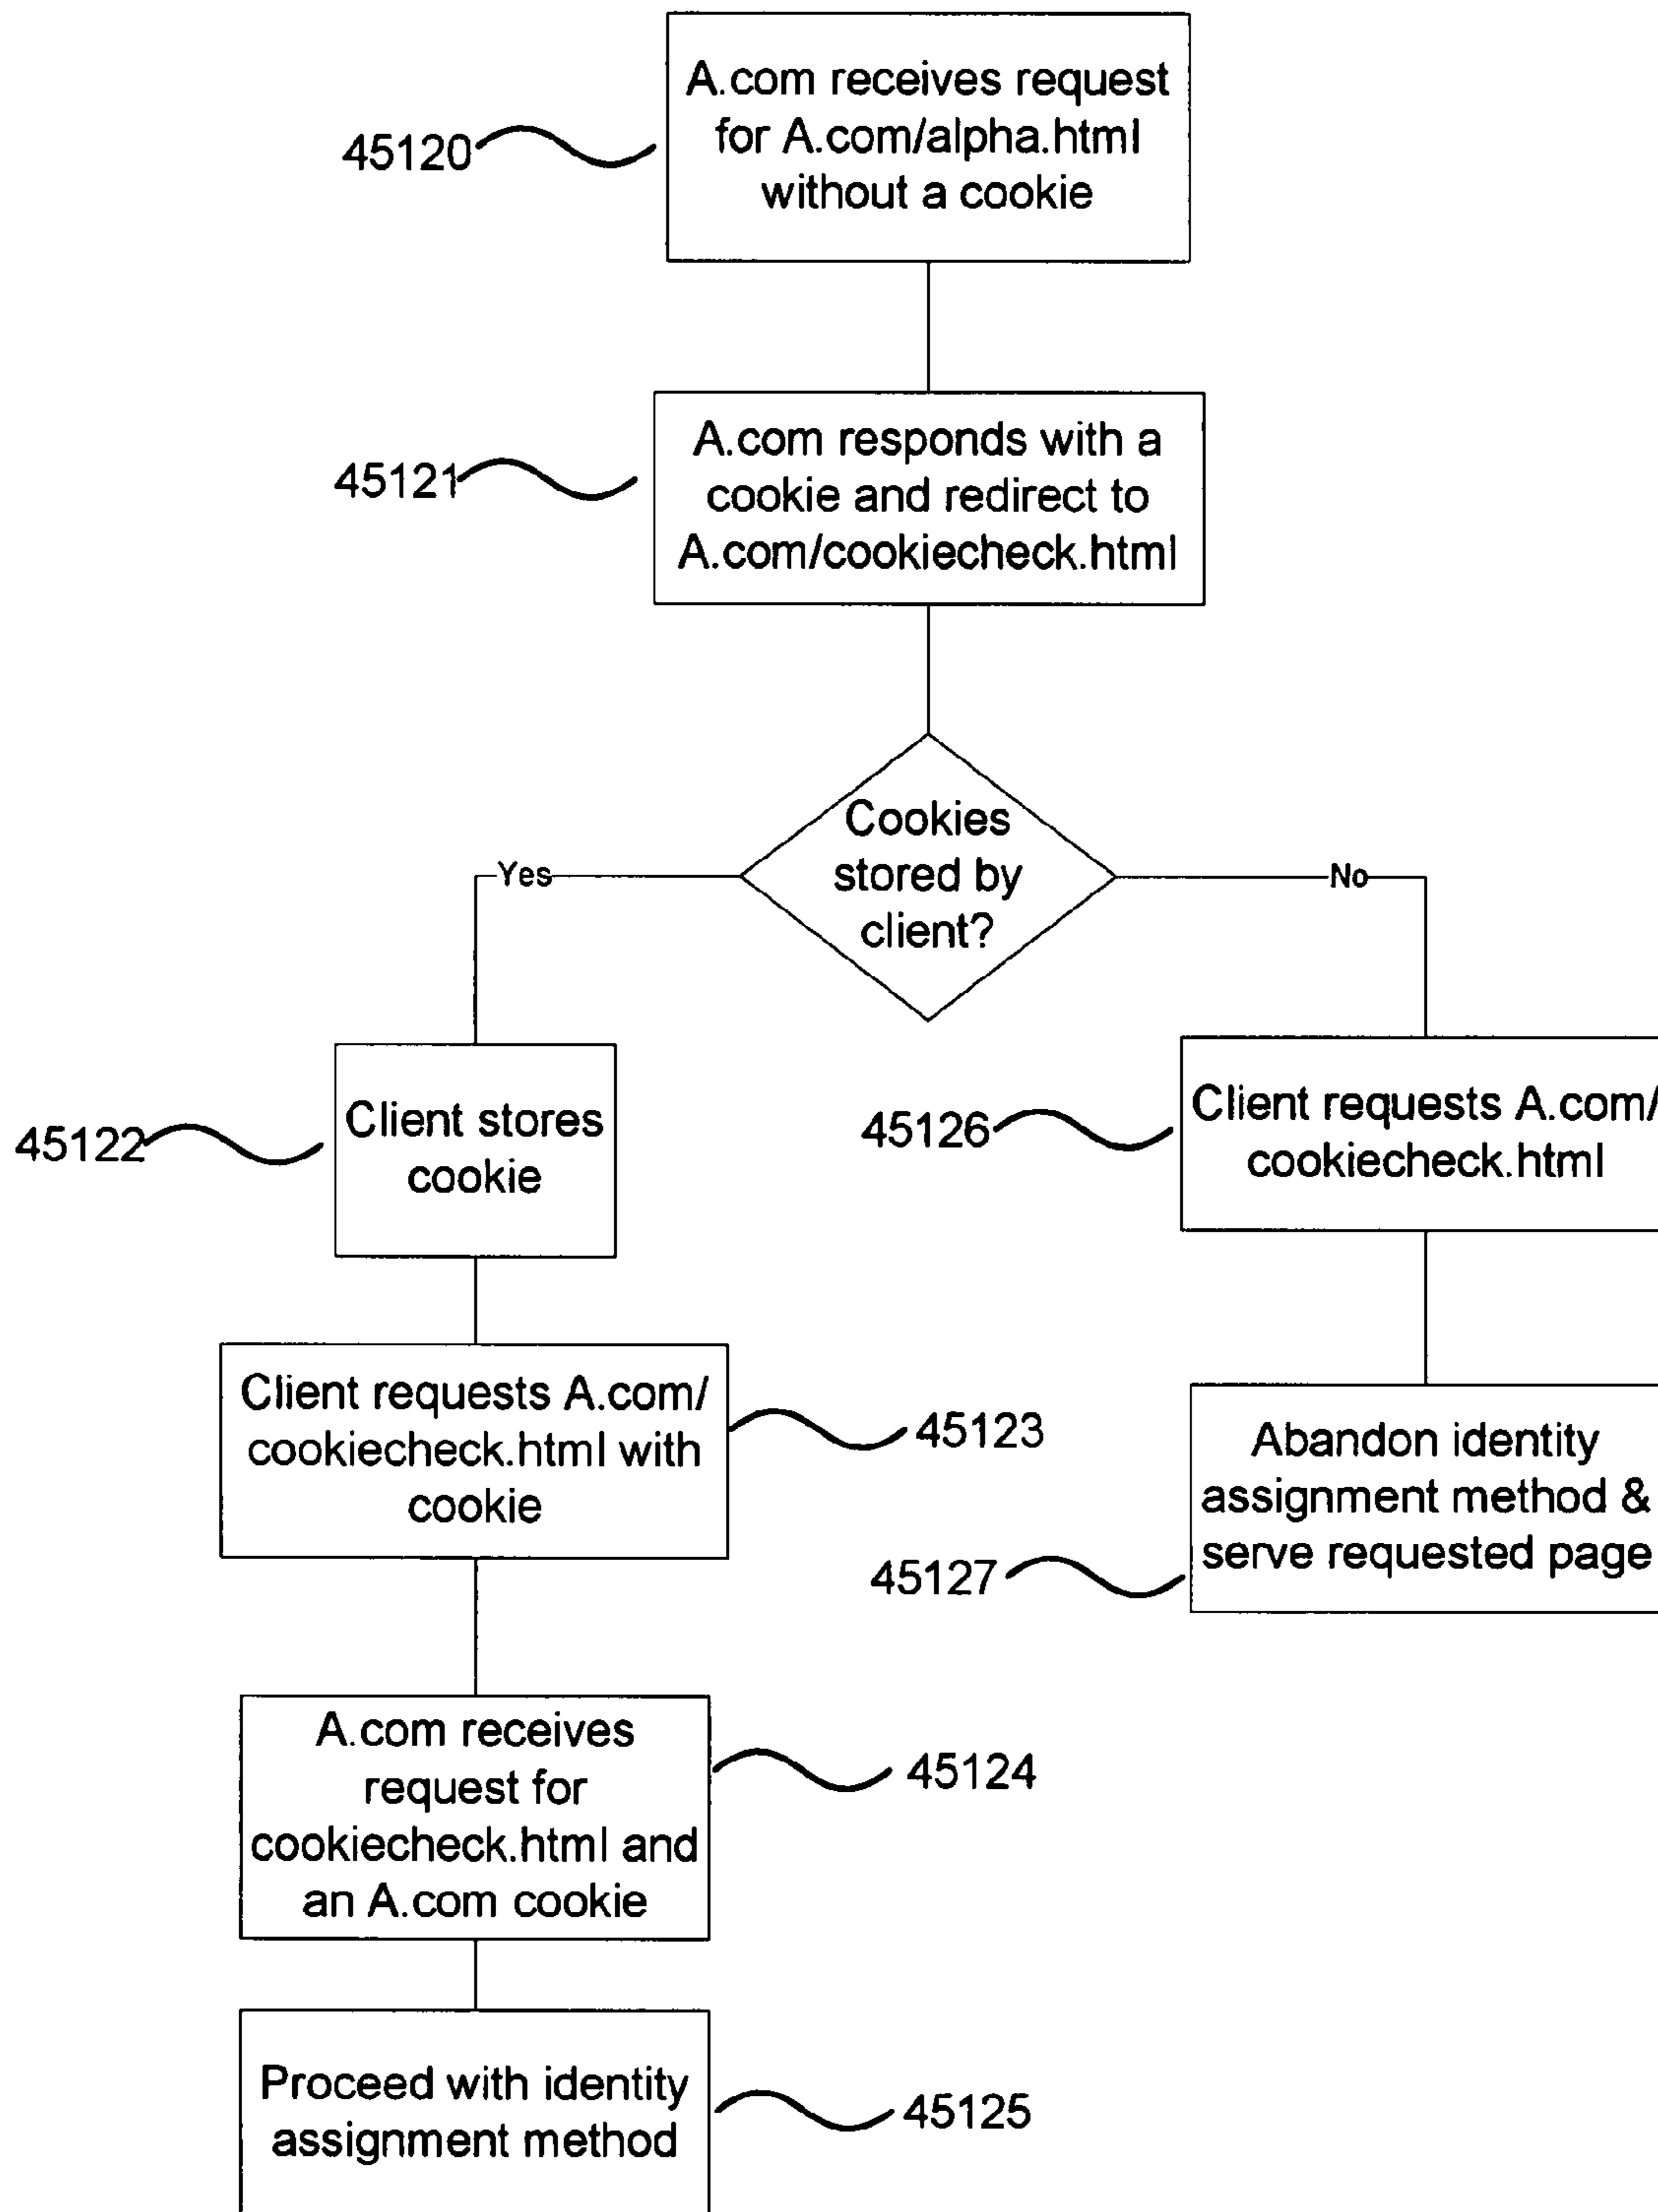 A.com receives request
for A.com/alpha.html
without a cookie
45120
A.com responds with a
cookie and redirect to
A.com/cookiecheck.html
45121
Cookies
stored by
client?
Yes
No
Client stores
cookie
45122
Client requests A.com/
cookiecheck.html
45126
Client requests A.com/
cookiecheck.html with
cookie
45123
Abandon identity
assignment method &
serve requested page
45127
A.com receives
request for
cookiecheck.html and
an A.com cookie
45124
Proceed with identity
assignment method
45125